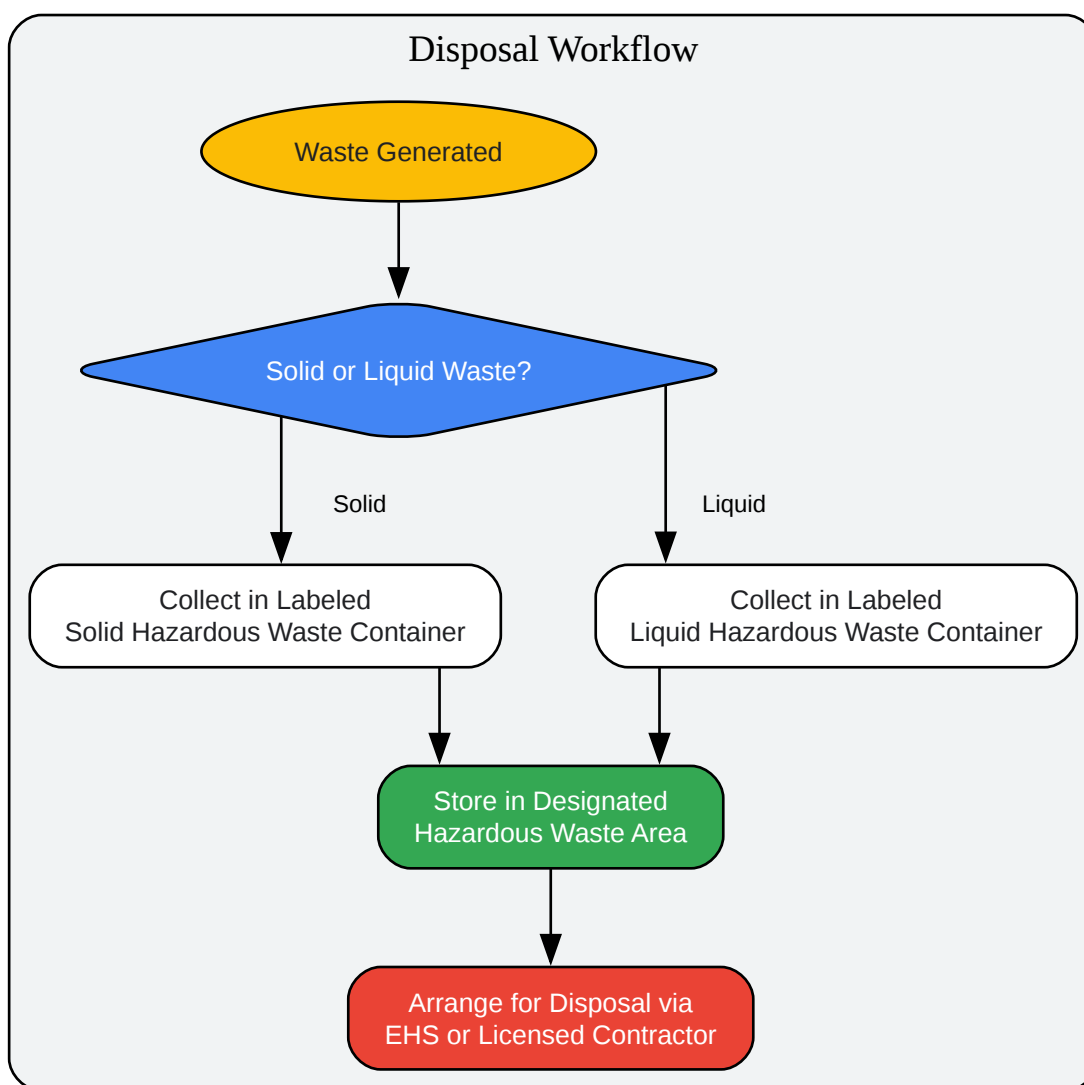 Disposal Workflow
Waste Generated
Solid or Liquid Waste?
Solid
Liquid
Collect in Labeled
Solid Hazardous Waste Container
Collect in Labeled
Liquid Hazardous Waste Container
Store in Designated
Hazardous Waste Area
Arrange for Disposal via
EHS or Licensed Contractor